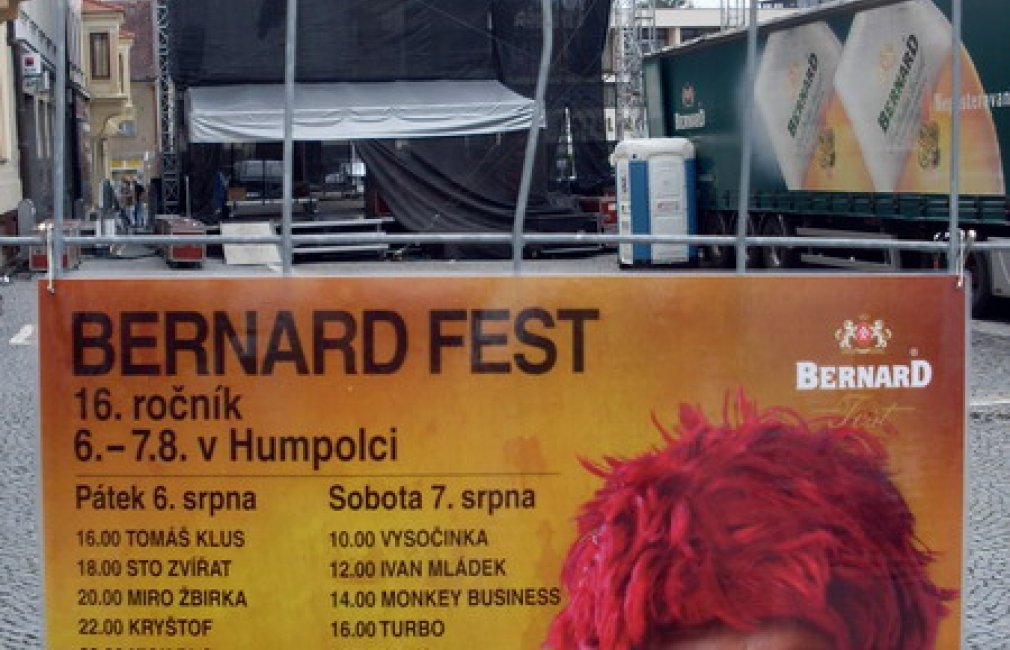 BERNARD
BERNARD
BERNARD
BERNARD FEST
16. ročník
6.–7.8. v Humpolci
BERNARD
Fest
Pátek 6. srpna
16.00 TOMÁŠ KLUS
18.00 STO ZVÍŘAT
20.00 MIRO ŽBIRKA
22.00 KRYŠTOF
Sobota 7. srpna
10.00 VYSOČINKA
12.00 IVAN MLÁDEK
14.00 MONKEY BUSINESS
16.00 TURBO